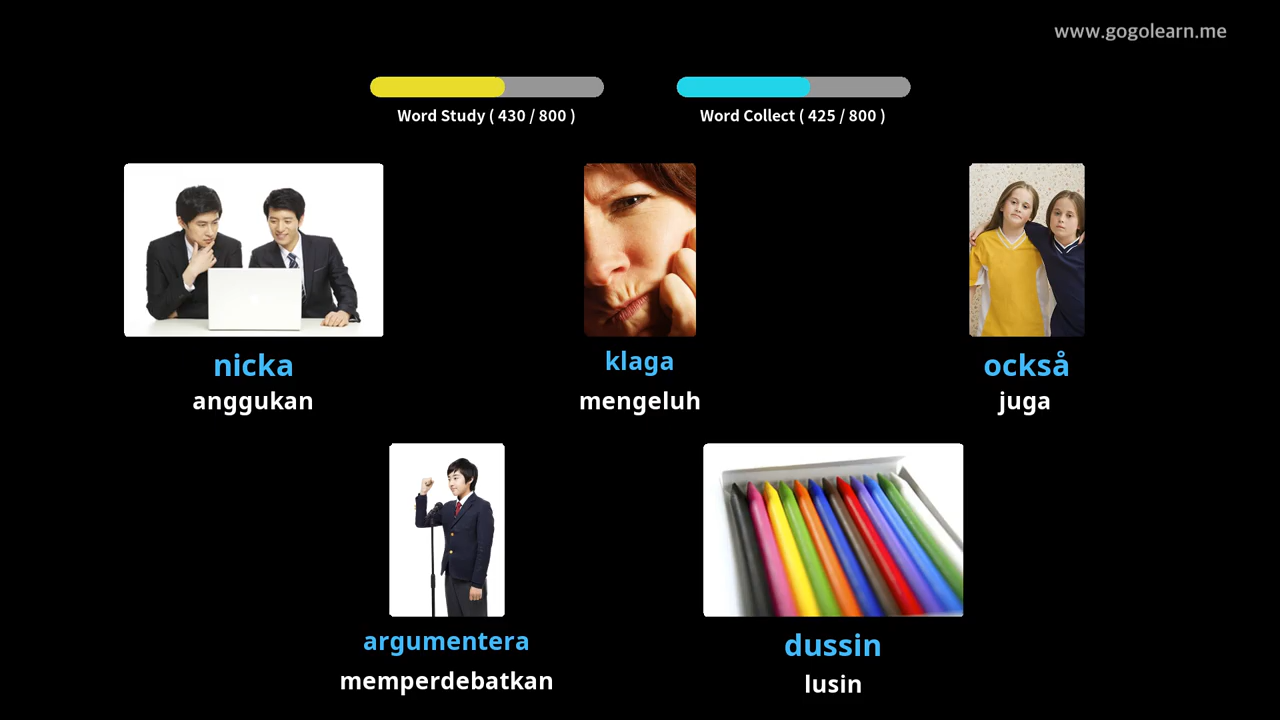 www.gogolearn.me
Word Study ( 430 / 800 )
Word Collect ( 425 / 800 )
nicka
anggukan
klaga
mengeluh
också
juga
argumentera
memperdebatkan
dussin
lusin